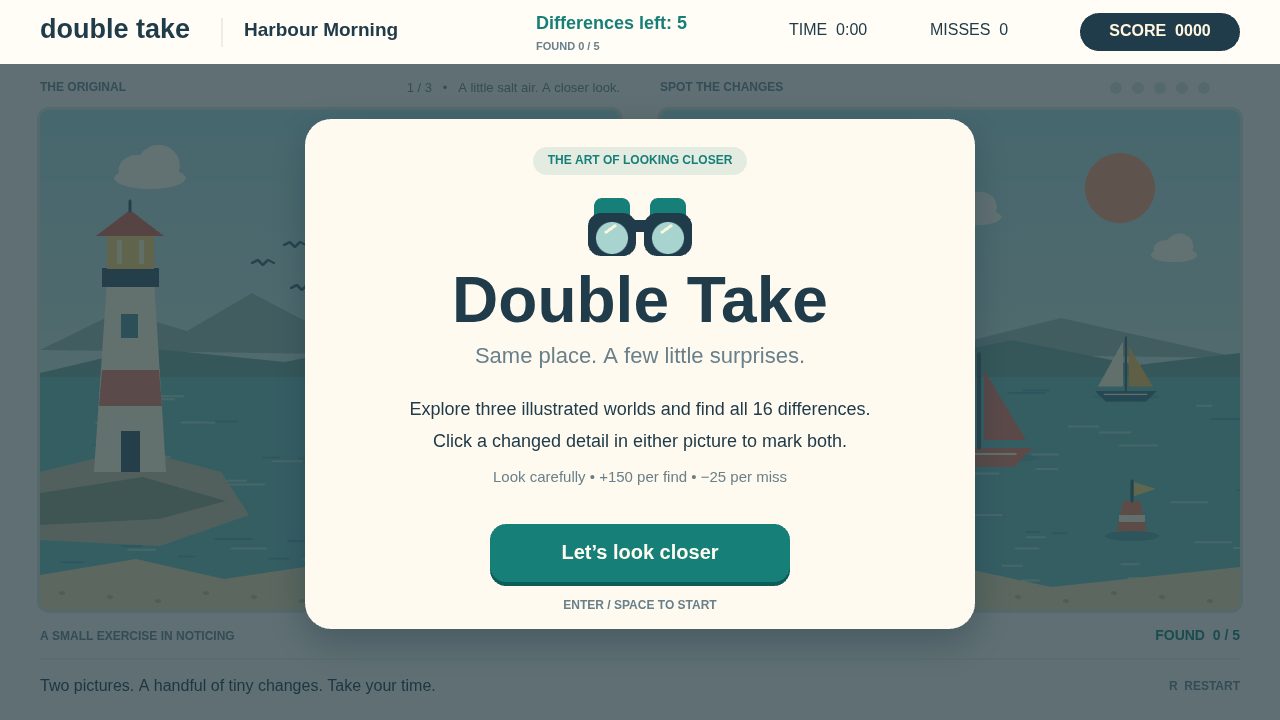 double take
Harbour Morning
Differences left: 5
FOUND 0 / 5
TIME 0:00
MISSES 0
SCORE 0000
THE ORIGINAL
1 / 3 • A little salt air. A closer look.
SPOT THE CHANGES
THE ART OF LOOKING CLOSER
Double Take
Same place. A few little surprises.
Explore three illustrated worlds and find all 16 differences.
Click a changed detail in either picture to mark both.
Look carefully • +150 per find • −25 per miss
Let’s look closer
ENTER / SPACE TO START
A SMALL EXERCISE IN NOTICING
FOUND 0 / 5
Two pictures. A handful of tiny changes. Take your time.
R RESTART